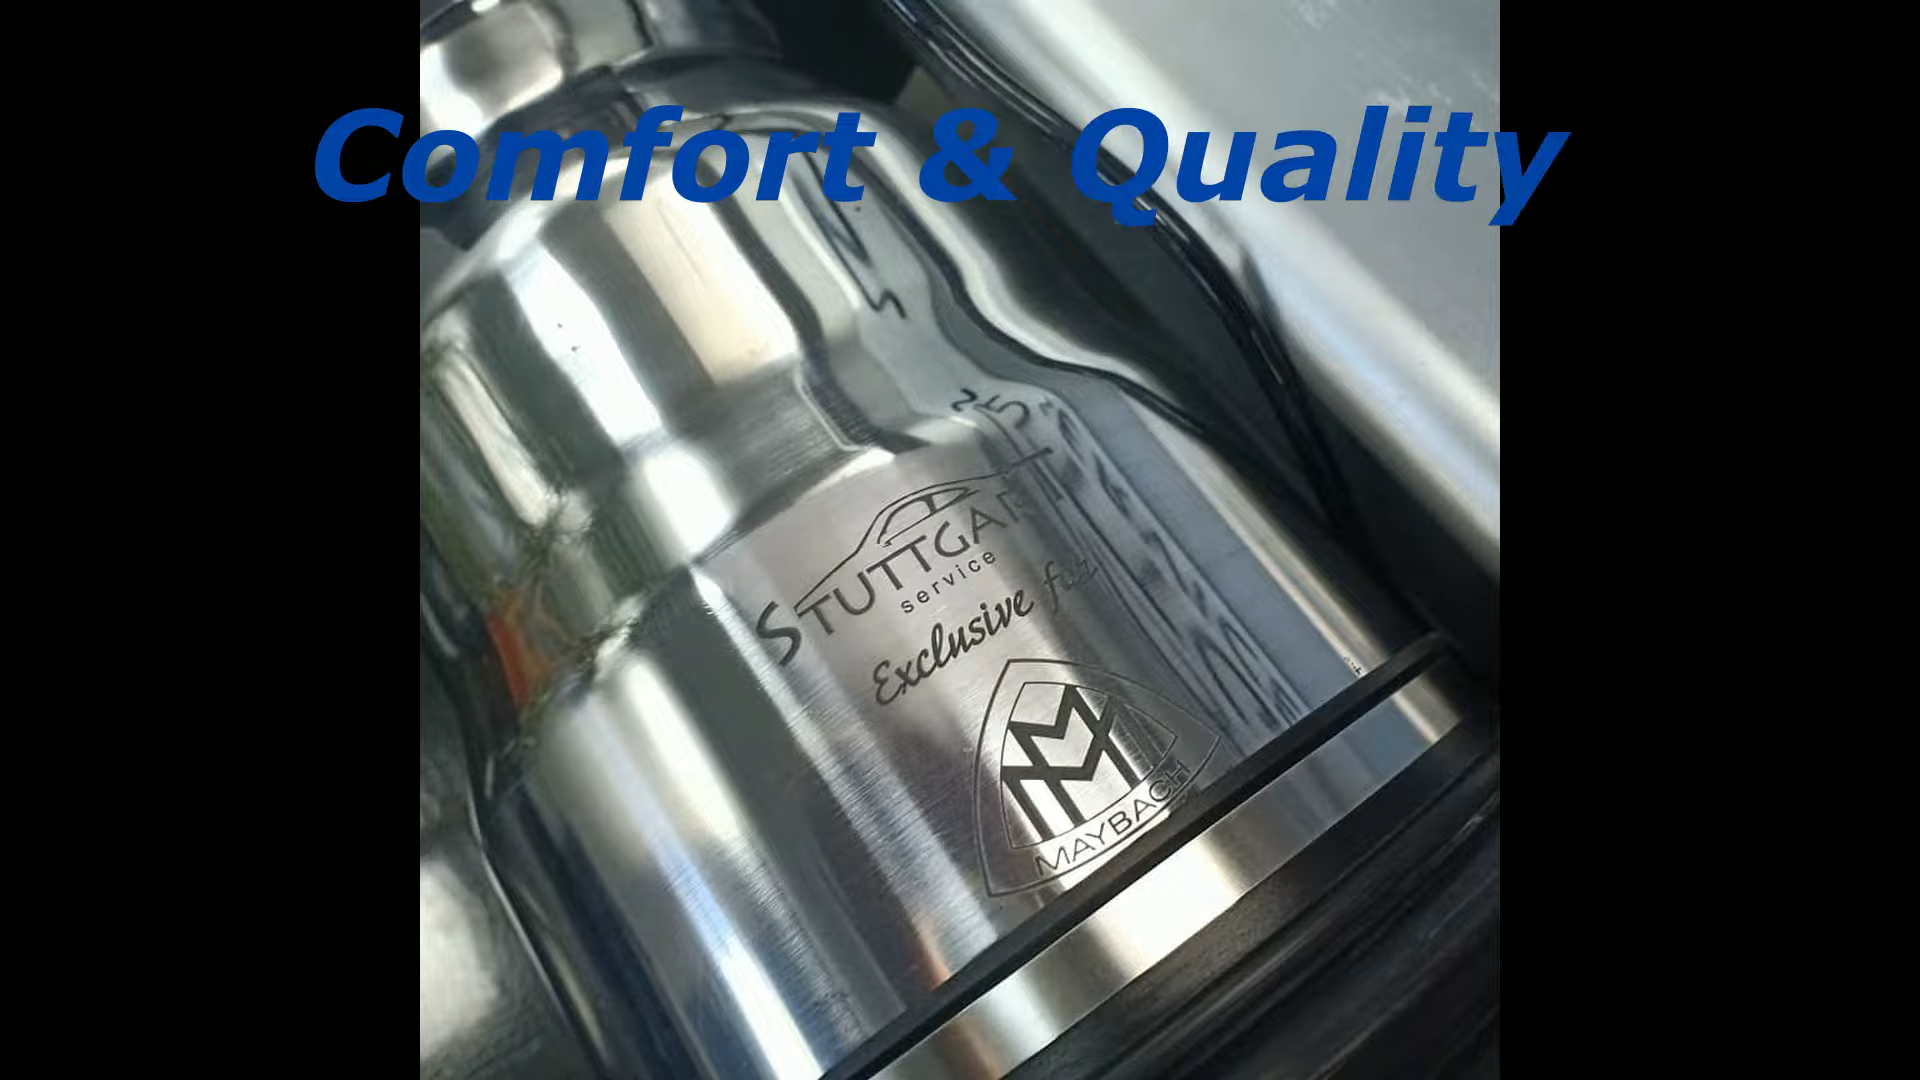 Comfort & Quality
STUTTGART
service
Exclusive for
MAYBACH